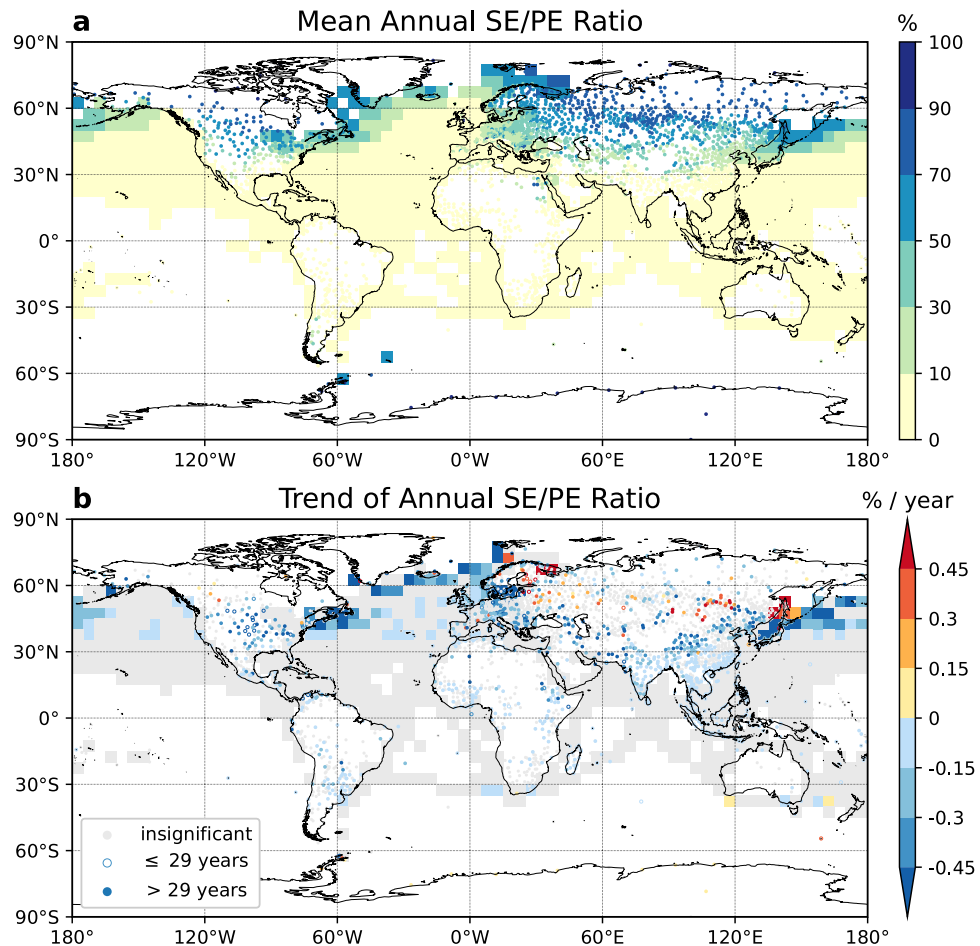 a Mean Annual SE/PE Ratio %
90°N
60°N
30°N
0°
30°S
60°S
90°S
180° 120°W 60°W 0°W 60°E 120°E 180°
100
90
70
50
30
10
0
b Trend of Annual SE/PE Ratio % / year
90°N
60°N
30°N
0°
30°S
60°S
90°S
180° 120°W 60°W 0°W 60°E 120°E 180°
0.45
0.3
0.15
0
-0.15
-0.3
-0.45
insignificant
≤ 29 years
> 29 years